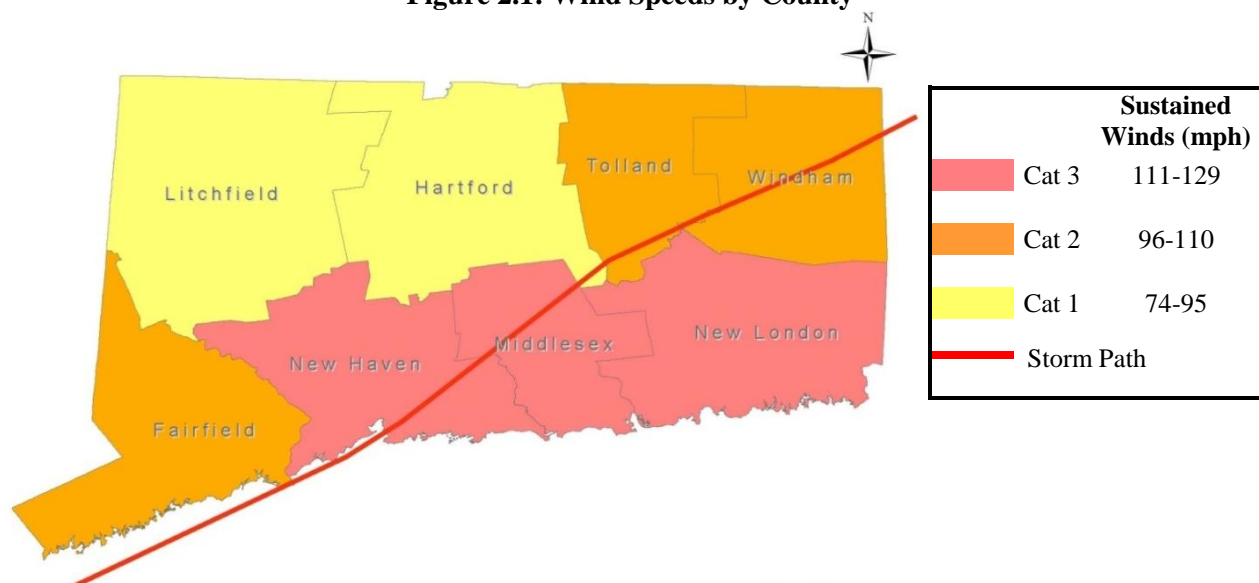 Figure 2.1: Wind Speeds by County
N
Litchfield
Hartford
Tolland
Windham
New Haven
Middlesex
New London
Fairfield
Sustained
Winds (mph)
Cat 3 111-129
Cat 2 96-110
Cat 1 74-95
Storm Path